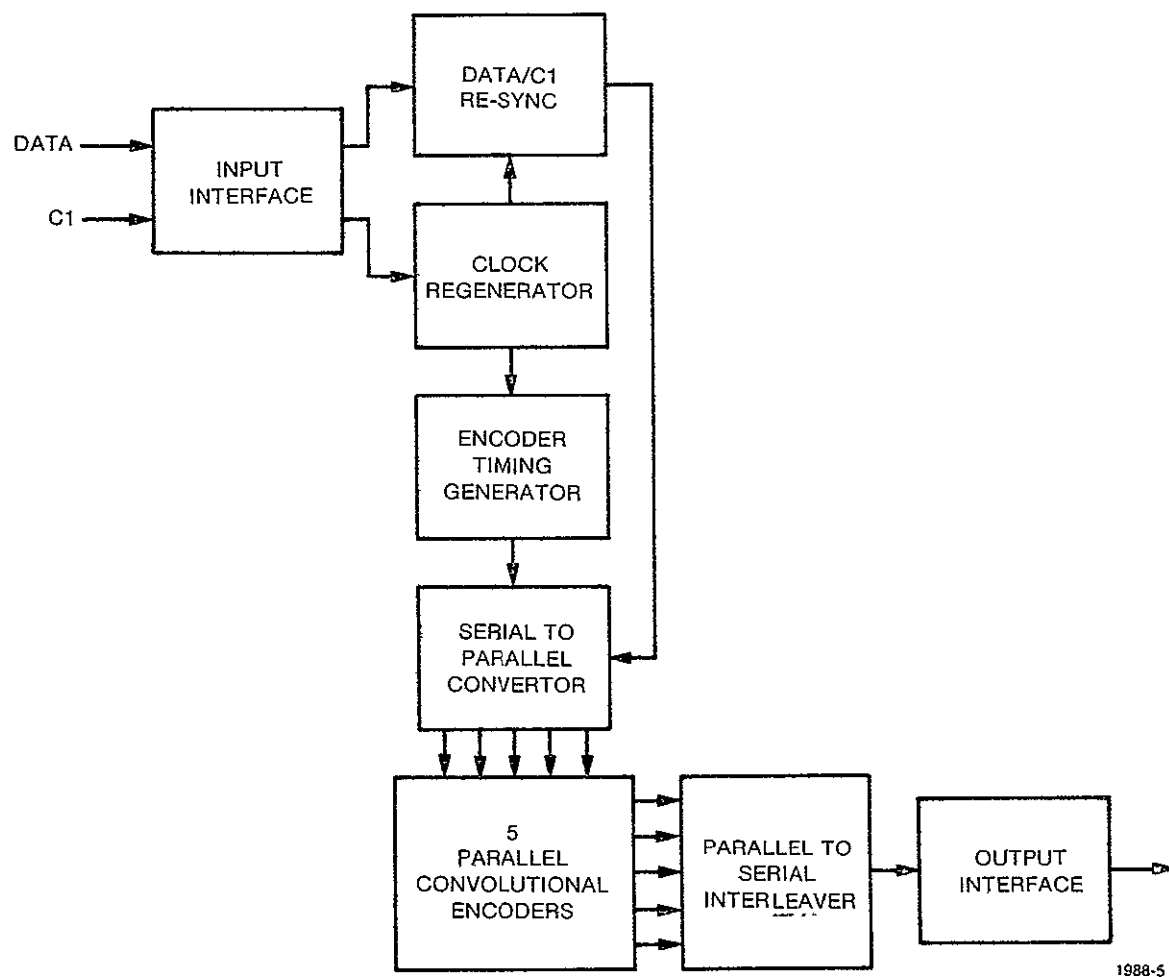 DATA/C1
RE-SYNC
DATA
INPUT
INTERFACE
C1
CLOCK
REGENERATOR
ENCODER
TIMING
GENERATOR
SERIAL TO
PARALLEL
CONVERTOR
5
PARALLEL
CONVOLUTIONAL
ENCODERS
PARALLEL TO
SERIAL
INTERLEAVER
OUTPUT
INTERFACE
1988-5